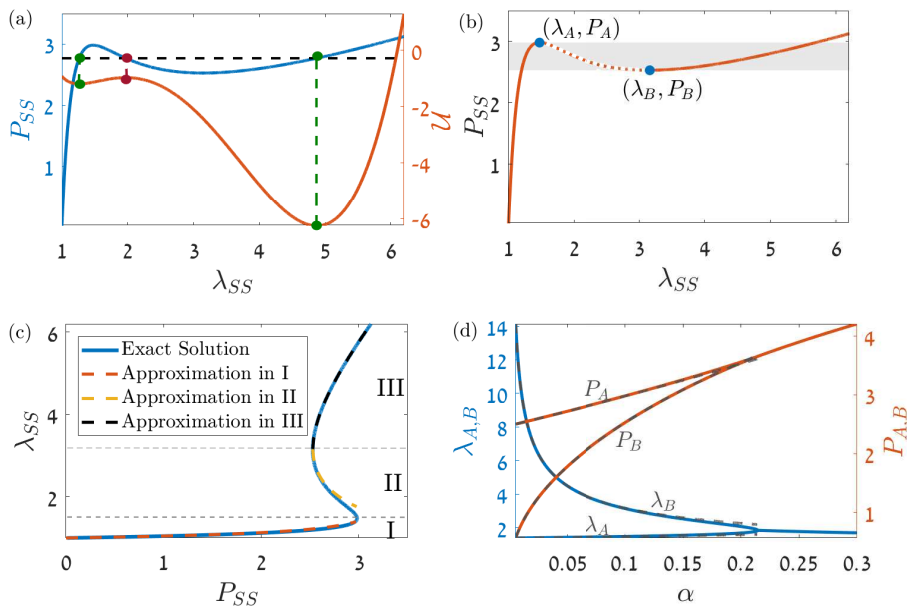 (a)
3
2
1
P_SS
0
-2
-4
-6
𝒰
1 2 3 4 5 6
λ_SS
(b)
(λ_A, P_A)
(λ_B, P_B)
3
2
1
P_SS
1 2 3 4 5 6
λ_SS
(c)
6
4
2
λ_SS
Exact Solution
Approximation in I
Approximation in II
Approximation in III
III
II
I
0 1 2 3
P_SS
(d)
14
12
10
8
6
4
2
λ_A,B
P_A
P_B
λ_B
λ_A
4
3
2
1
P_A,B
0.05 0.1 0.15 0.2 0.25 0.3
α